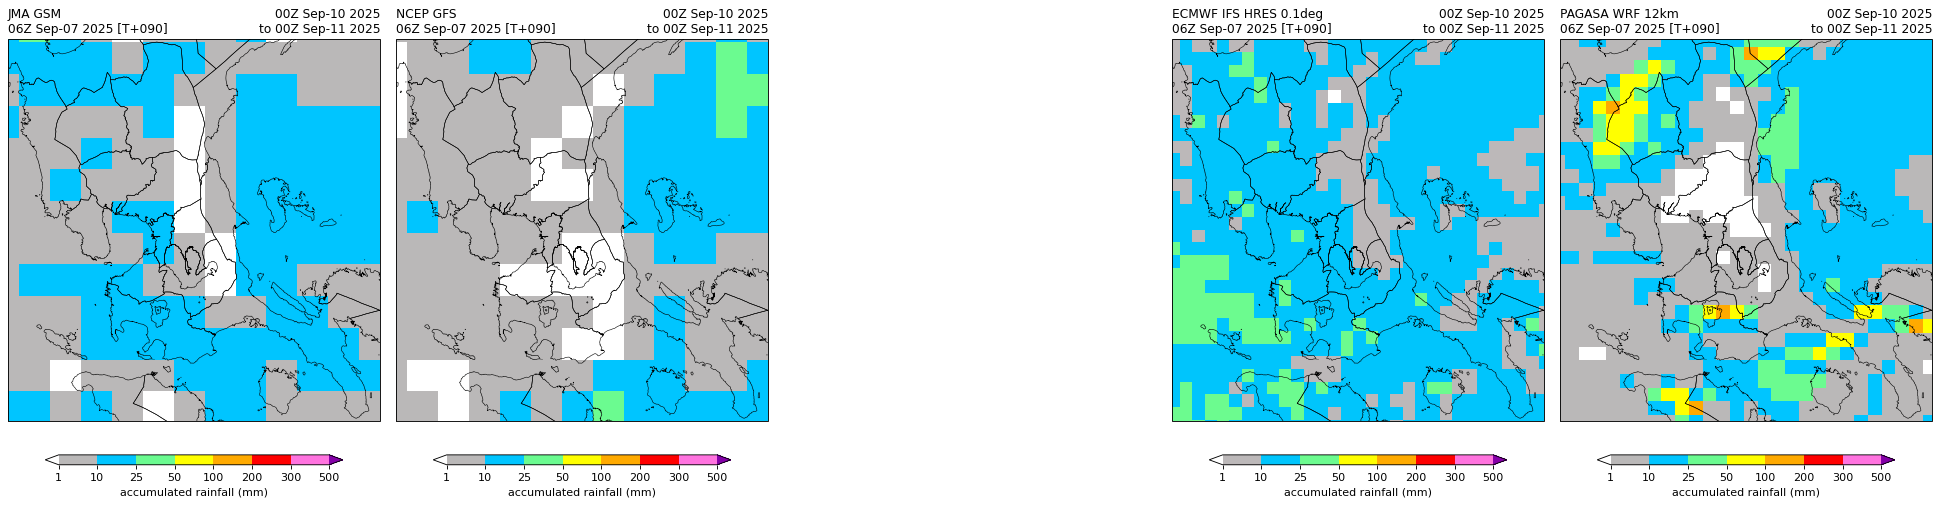 JMA GSM 00Z Sep-10 2025
06Z Sep-07 2025 [T+090] to 00Z Sep-11 2025
1 10 25 50 100 200 300 500
accumulated rainfall (mm)
NCEP GFS 00Z Sep-10 2025
06Z Sep-07 2025 [T+090] to 00Z Sep-11 2025
1 10 25 50 100 200 300 500
accumulated rainfall (mm)
ECMWF IFS HRES 0.1deg 00Z Sep-10 2025
06Z Sep-07 2025 [T+090] to 00Z Sep-11 2025
1 10 25 50 100 200 300 500
accumulated rainfall (mm)
PAGASA WRF 12km 00Z Sep-10 2025
06Z Sep-07 2025 [T+090] to 00Z Sep-11 2025
1 10 25 50 100 200 300 500
accumulated rainfall (mm)